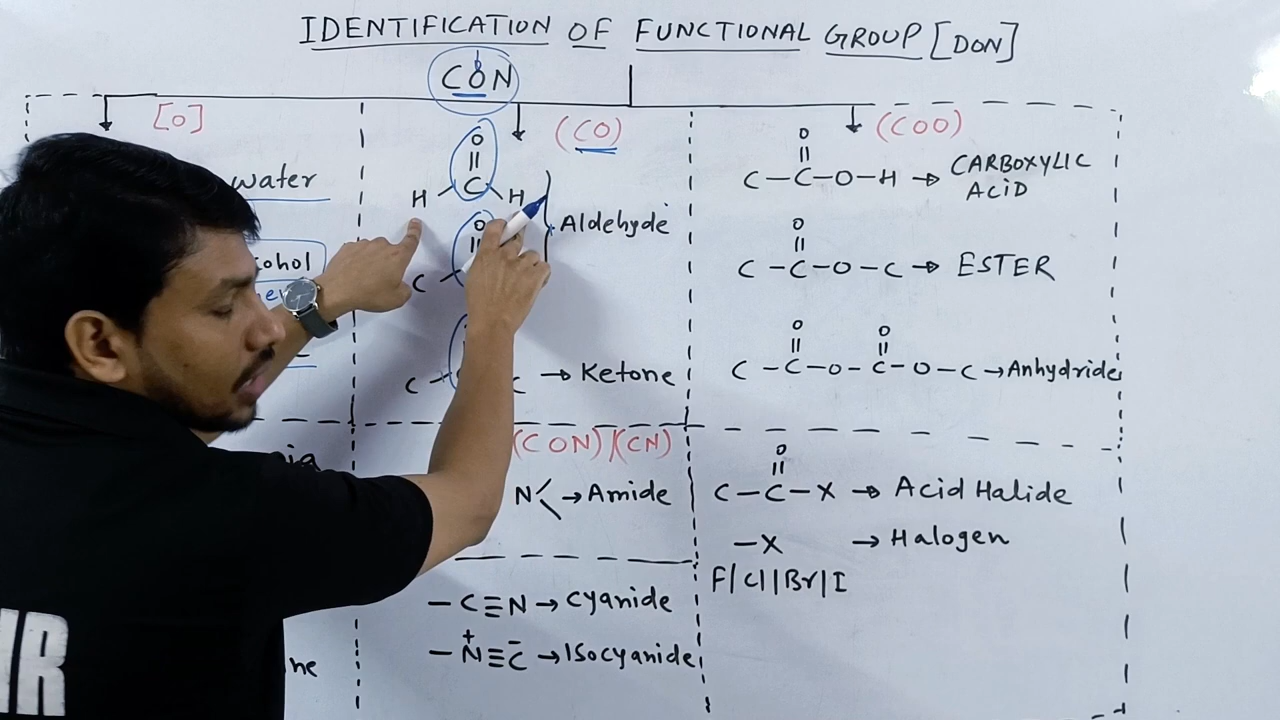 IDENTIFICATION OF FUNCTIONAL GROUP [DON]
CON
[O]
water
(CO)
O
||
H - C - H
O
C
Aldehyde
C
C → Ketone
(COO)
O
||
C - C - O - H → CARBOXYLIC ACID
O
||
C - C - O - C → ESTER
O O
|| ||
C - C - O - C - O - C → Anhydride
(CON)(CN)
N< → Amide
- C≡N → Cyanide
+ -
- N≡C → Isocyanide
O
||
C - C - X → Acid Halide
- X → Halogen
F/Cl/Br/I
HR